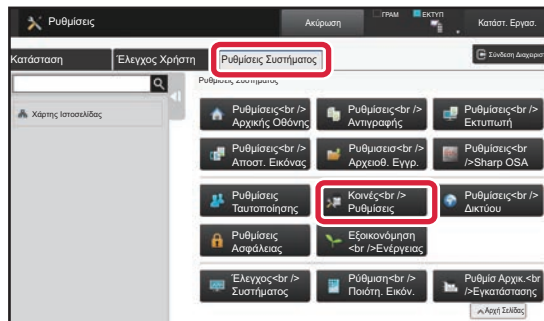 Ρυθμίσεις
Ακύρωση
ΓΡΑΜ
ΕΚΤΥΠ
Κατάστ. Εργασ.
Κατάσταση
Έλεγχος Χρήστη
Ρυθμίσεις Συστήματος
Σύνδεση Διαχειρισ
Ρυθμίσεις Συστήματος
Χάρτης Ιστοσελίδας
Ρυθμίσεις<br />
Αρχικής Οθόνης
Ρυθμίσεις<br />
Αντιγραφής
Ρυθμίσεις<br />
Εκτυπωτή
Ρυθμίσεις<br />
Αποστ. Εικόνας
Ρυθμισεισ<br />
Αρχειοθ. Εγγρ.
Ρυθμίσεις<br
/>Sharp OSA
Ρυθμίσεις
Ταυτοποίησης
Κοινές<br />
Ρυθμίσεις
Ρυθμίσεις<br />
Δικτύου
Ρυθμίσεις
Ασφάλειας
Εξοικονόμηση
<br />Ενέργειας
Έλεγχος<br />
Συστήματος
Ρύθμιση<br />
Ποιότη. Εικόν.
Ρυθμίσ Αρχικ.<br
/>Εγκατάστασης
Αρχή Σελίδας